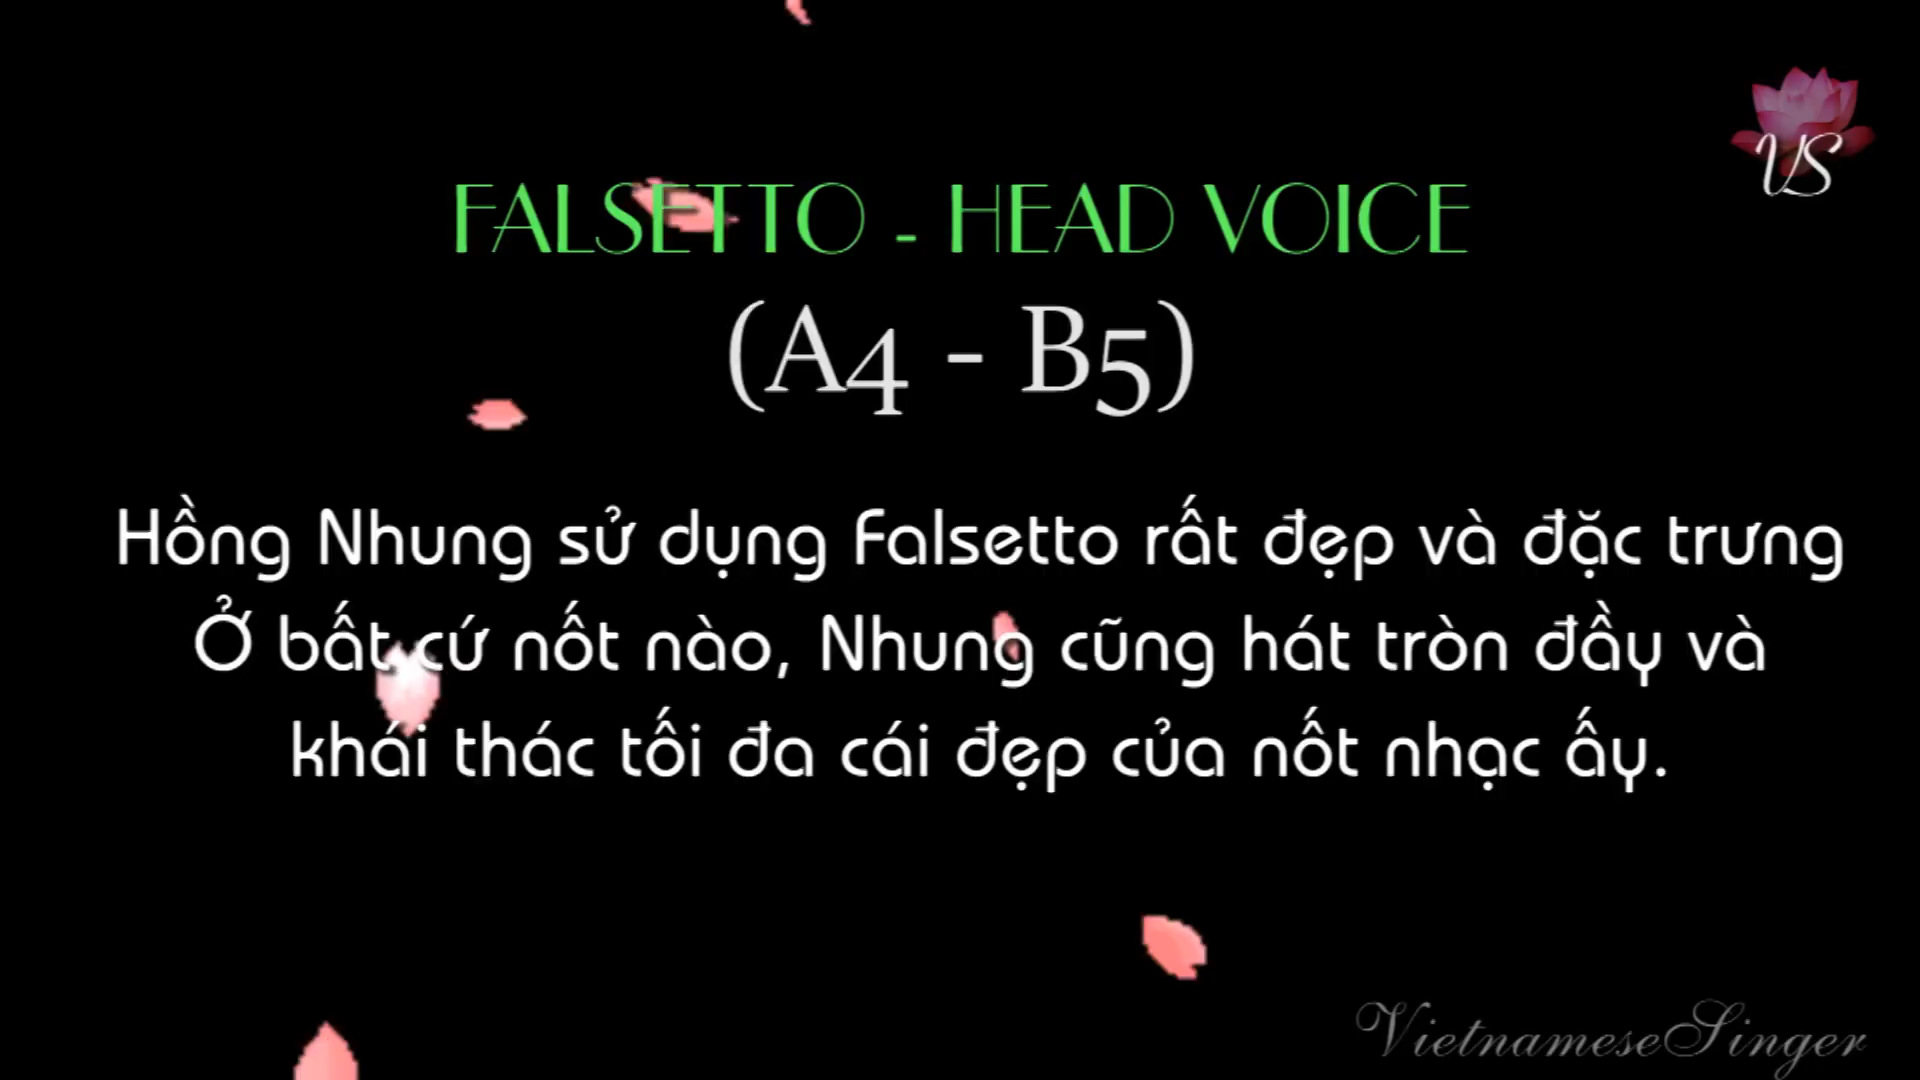 VS
FALSETTO - HEAD VOICE
(A4 - B5)
Hồng Nhung sử dụng Falsetto rất đẹp và đặc trưng
Ở bất cứ nốt nào, Nhung cũng hát tròn đầy và
khái thác tối đa cái đẹp của nốt nhạc ấy.
VietnameseSinger